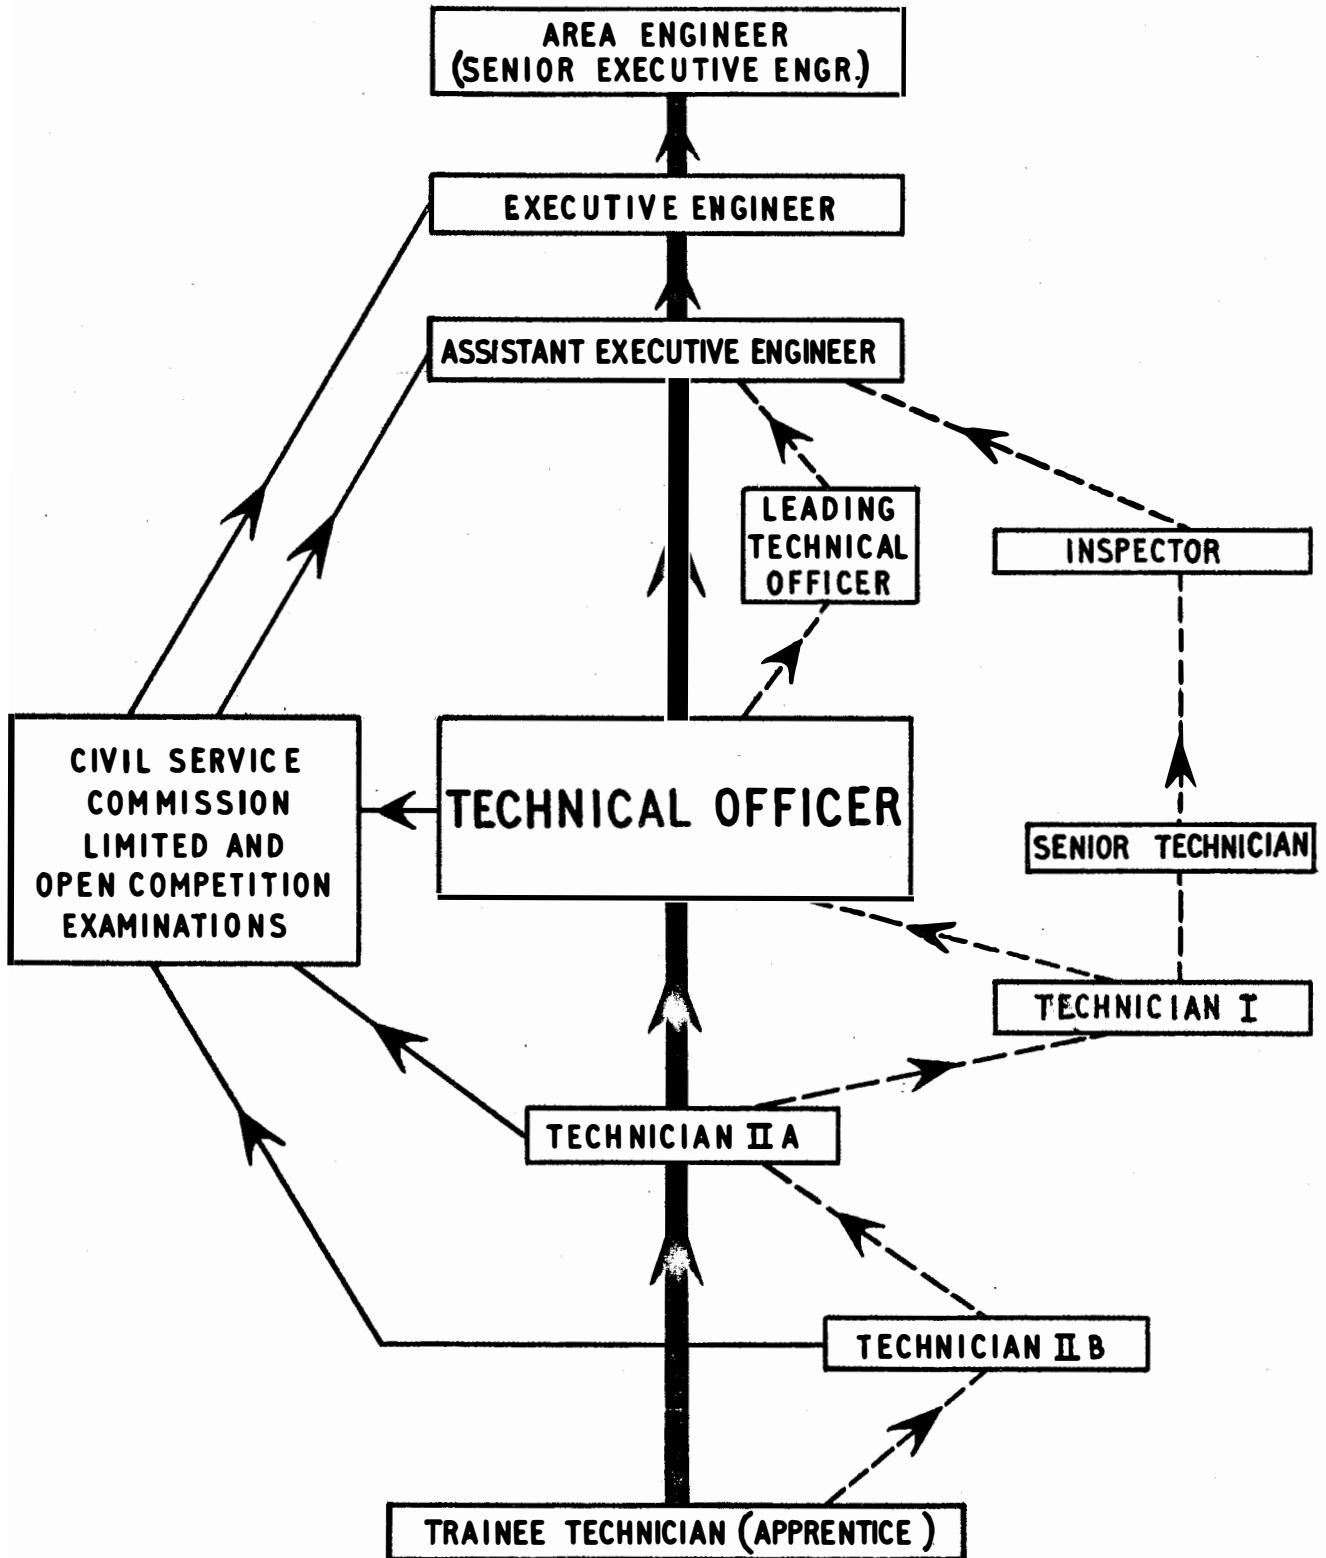 AREA ENGINEER
(SENIOR EXECUTIVE ENGR.)
EXECUTIVE ENGINEER
ASSISTANT EXECUTIVE ENGINEER
LEADING
TECHNICAL
OFFICER
INSPECTOR
CIVIL SERVICE
COMMISSION
LIMITED AND
OPEN COMPETITION
EXAMINATIONS
TECHNICAL OFFICER
SENIOR TECHNICIAN
TECHNICIAN I
TECHNICIAN II A
TECHNICIAN II B
TRAINEE TECHNICIAN (APPRENTICE)